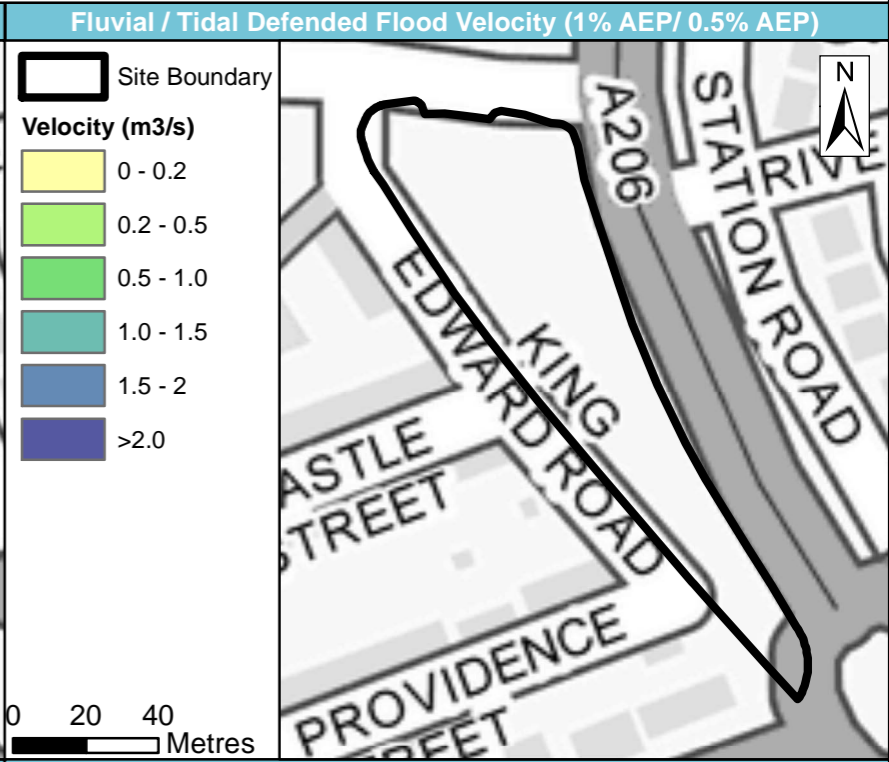 Fluvial / Tidal Defended Flood Velocity (1% AEP/ 0.5% AEP)
Site Boundary
Velocity (m3/s)
0 - 0.2
0.2 - 0.5
0.5 - 1.0
1.0 - 1.5
1.5 - 2
>2.0
0 20 40
Metres
N
A206
STATION ROAD
RIVE
KING
EDWARD ROAD
ASTLE
STREET
PROVIDENCE
REET